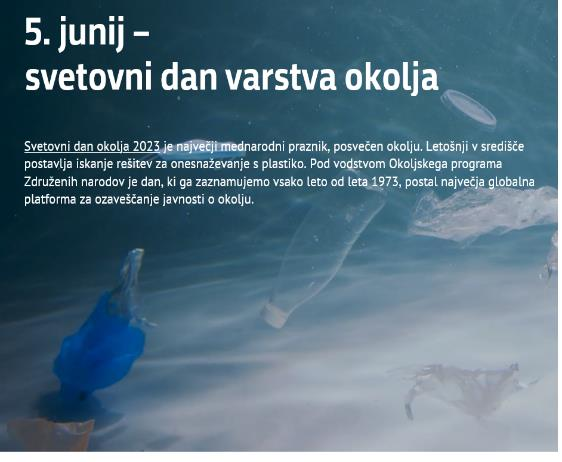 5. junij –
svetovni dan varstva okolja
Svetovni dan okolja 2023 je največji mednarodni praznik, posvečen okolju. Letošnji v središče
postavlja iskanje rešitev za onesnaževanje s plastiko. Pod vodstvom Okoljskega programa
Združenih narodov je dan, ki ga zaznamujemo vsako leto od leta 1973, postal največja globalna
platforma za ozaveščanje javnosti o okolju.